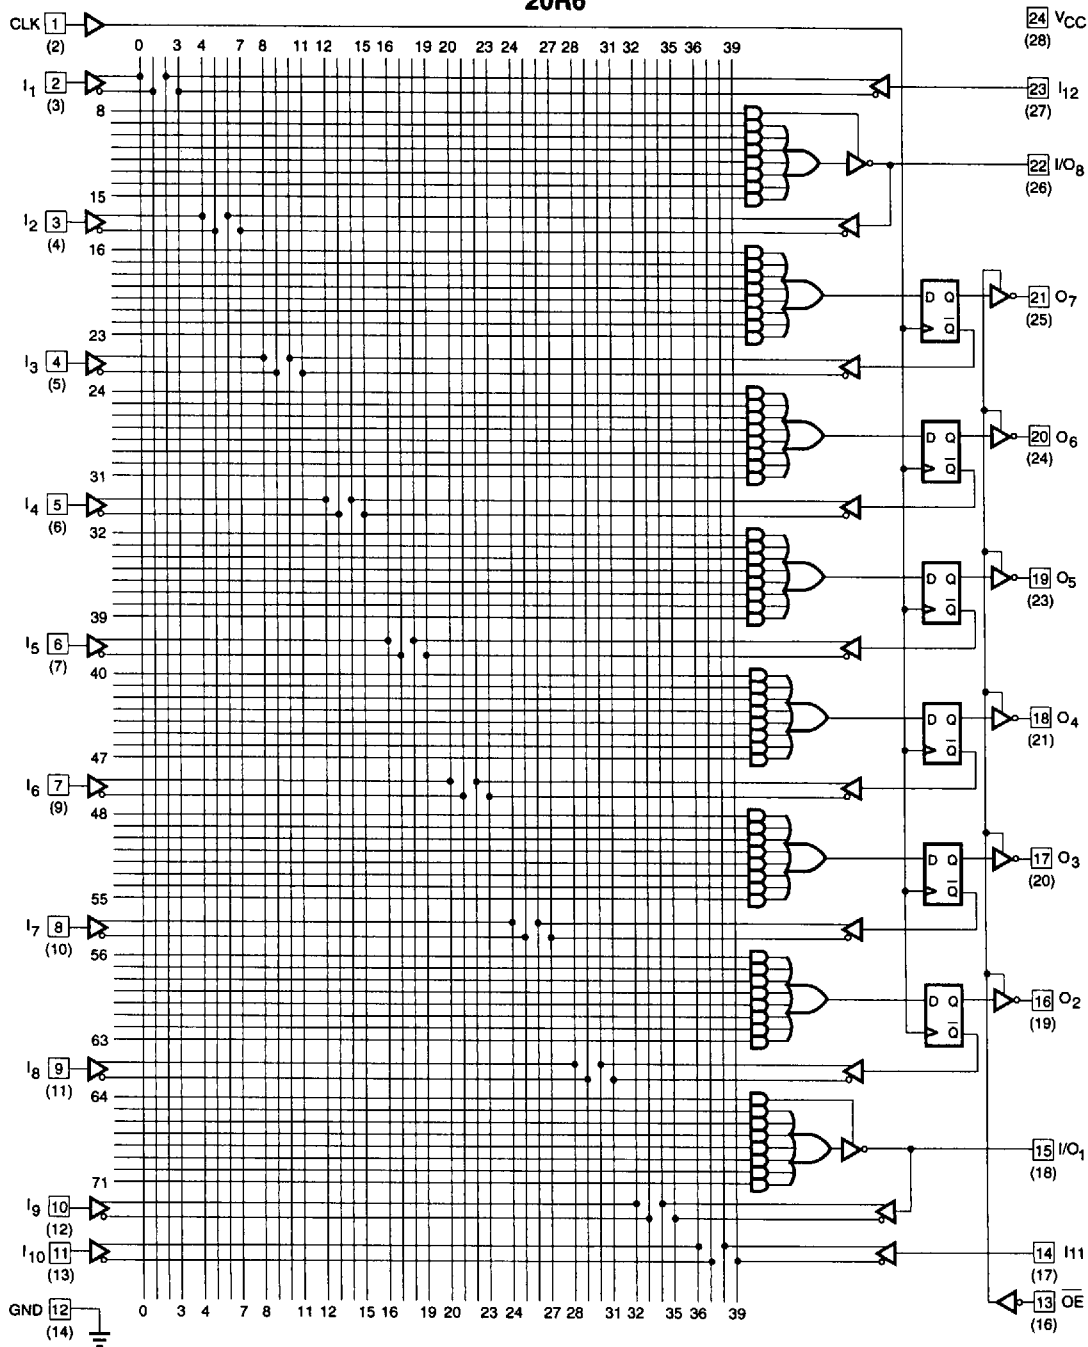 20R6
CLK 1 (2)
24 VCC (28)
0 3 4 7 8 11 12 15 16 19 20 23 24 27 28 31 32 35 36 39
I1 2 (3)
23 I12 (27)
8
22 I/O8 (26)
15
I2 3 (4)
16
D Q Q
21 O7 (25)
23
I3 4 (5)
24
D Q Q
20 O6 (24)
31
I4 5 (6)
32
D Q Q
19 O5 (23)
39
I5 6 (7)
40
D Q Q
18 O4 (21)
47
I6 7 (9)
48
D Q Q
17 O3 (20)
55
I7 8 (10)
56
D Q Q
16 O2 (19)
63
I8 9 (11)
64
15 I/O1 (18)
71
I9 10 (12)
I10 11 (13)
14 I11 (17)
GND 12 (14)
0 3 4 7 8 11 12 15 16 19 20 23 24 27 28 31 32 35 36 39
13 OE (16)